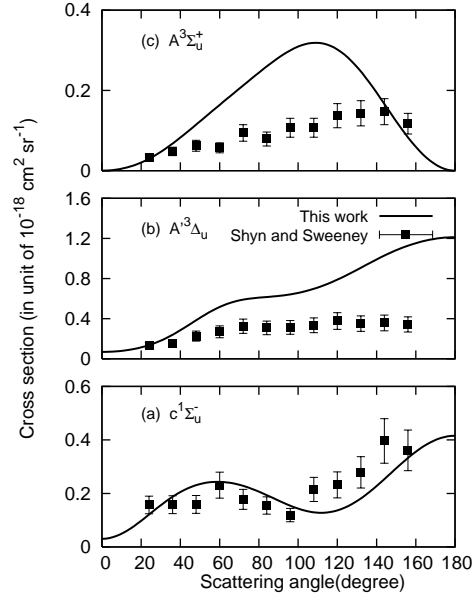 Cross section (in unit of 10⁻¹⁸ cm² sr⁻¹)
0.4
0.2
0
(c) A³Σᵤ⁺
1.6
1.2
0.8
0.4
0
(b) A'³Δᵤ
This work
Shyn and Sweeney
0.6
0.4
0.2
0
(a) c¹Σᵤ⁻
0 20 40 60 80 100 120 140 160 180
Scattering angle(degree)